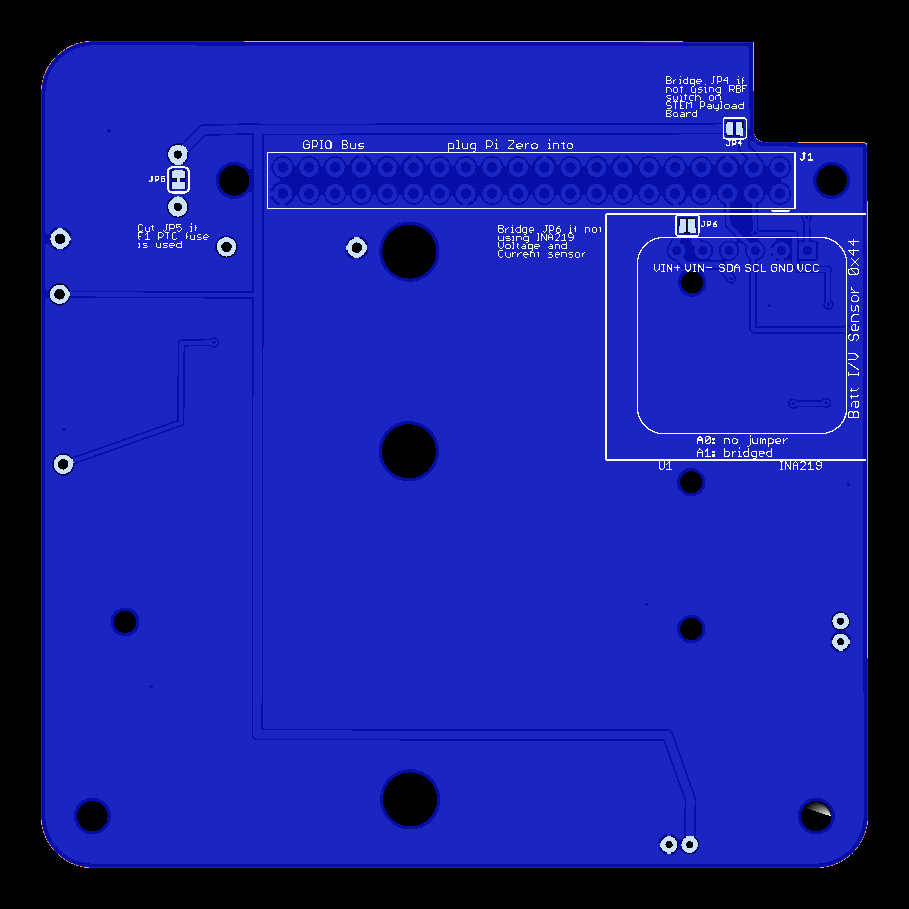 Bridge JP4 if
not using RBF
switch on
STEM Payload
Board
JP4
GPIO Bus plug Pi Zero into
J1
JP5
Cut JP5 if
F1 PTC fuse
is used
Bridge JP6 if not
using INA219
Voltage and
Current sensor
JP6
VIN+ VIN- SDA SCL GND VCC
Batt I/V Sensor 0x44
A0: no jumper
A1: bridged
U1 INA219